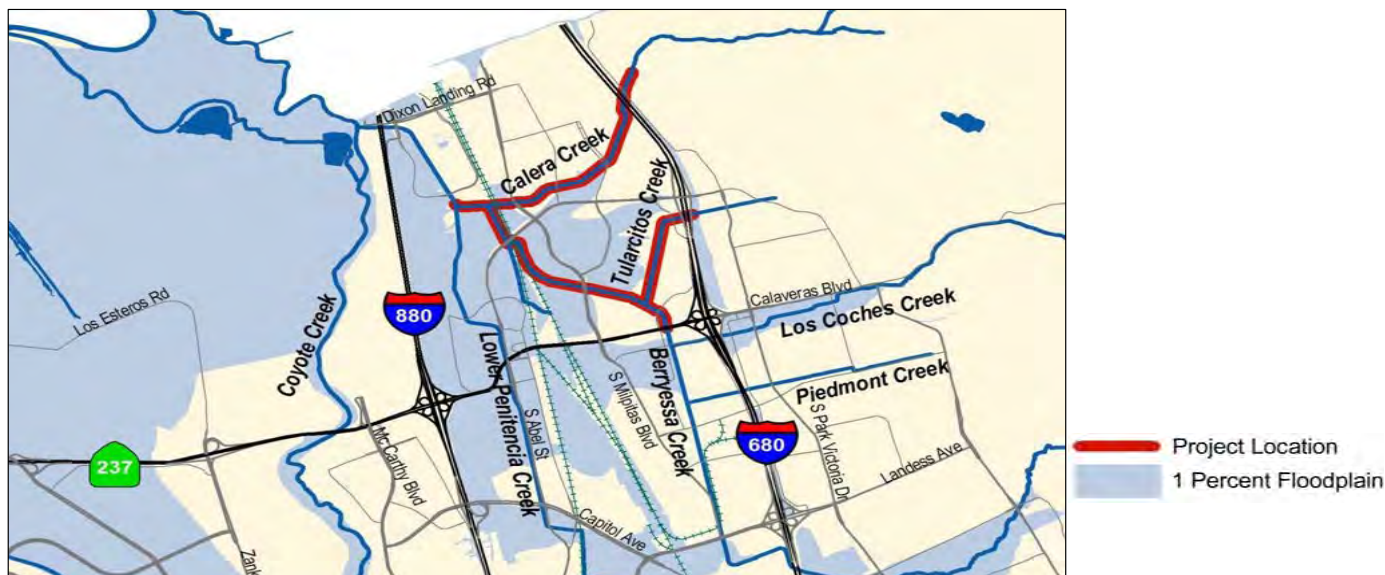 Dixon Landing Rd
Calera Creek
Tularcitos Creek
Los Esteros Rd
Coyote Creek
880
Calaveras Blvd
Los Coches Creek
Lower Penitencia Creek
Berryessa Creek
S Milpitas Blvd
Piedmont Creek
S Abel St
McCarthy Blvd
680
S Park Victoria Dr
Landess Ave
237
Capitol Ave
Zank
Project Location
1 Percent Floodplain